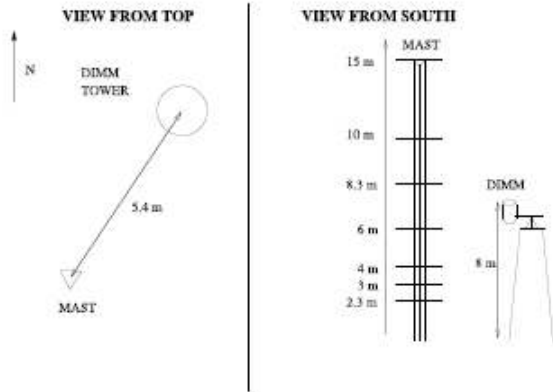 VIEW FROM TOP
N
DIMM
TOWER
5.4 m
MAST
VIEW FROM SOUTH
MAST
15 m
10 m
8.3 m
6 m
4 m
3 m
2.3 m
DIMM
8 m